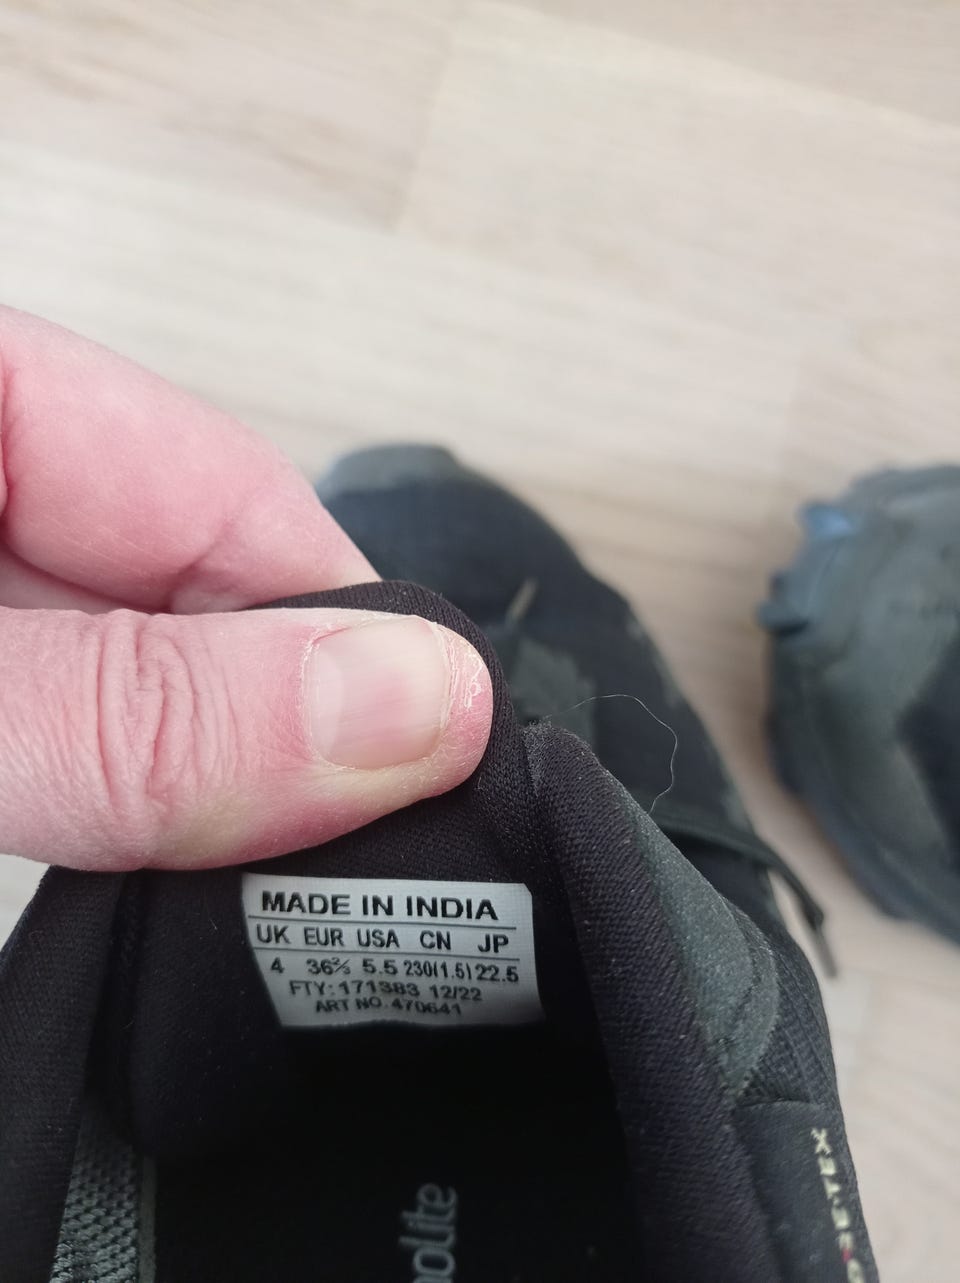 MADE IN INDIA
UK EUR USA CN JP
4 36⅔ 5.5 230(1.5) 22.5
FTY: 171383 12/22
ART NO. 470641